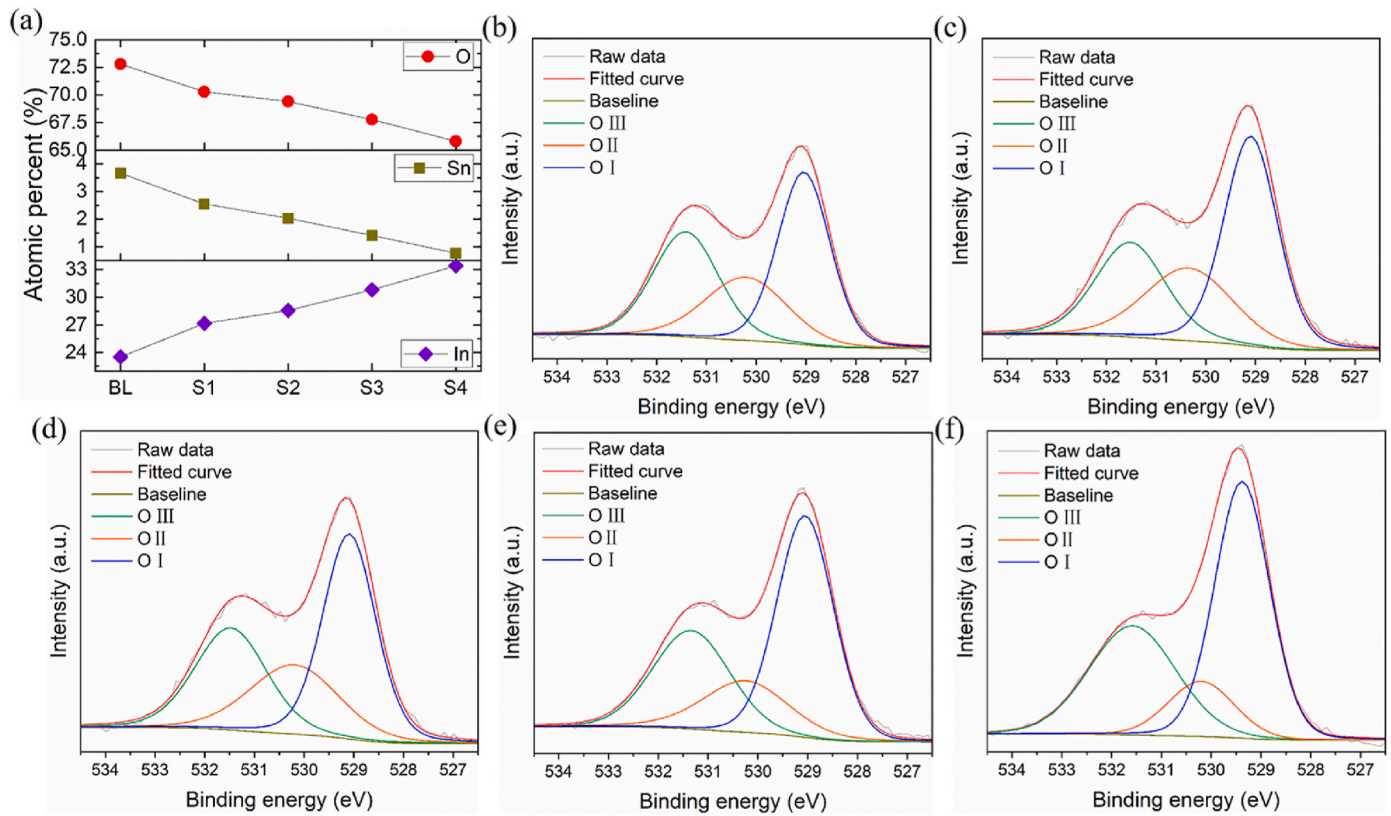 (a)
Atomic percent (%)
75.0
72.5
70.0
67.5
65.0
O
4
3
2
1
Sn
33
30
27
24
In
BL S1 S2 S3 S4
(b)
Raw data
Fitted curve
Baseline
O III
O II
O I
Intensity (a.u.)
534 533 532 531 530 529 528 527
Binding energy (eV)
(c)
Raw data
Fitted curve
Baseline
O III
O II
O I
Intensity (a.u.)
534 533 532 531 530 529 528 527
Binding energy (eV)
(d)
Raw data
Fitted curve
Baseline
O III
O II
O I
Intensity (a.u.)
534 533 532 531 530 529 528 527
Binding energy (eV)
(e)
Raw data
Fitted curve
Baseline
O III
O II
O I
Intensity (a.u.)
534 533 532 531 530 529 528 527
Binding energy (eV)
(f)
Raw data
Fitted curve
Baseline
O III
O II
O I
Intensity (a.u.)
534 533 532 531 530 529 528 527
Binding energy (eV)